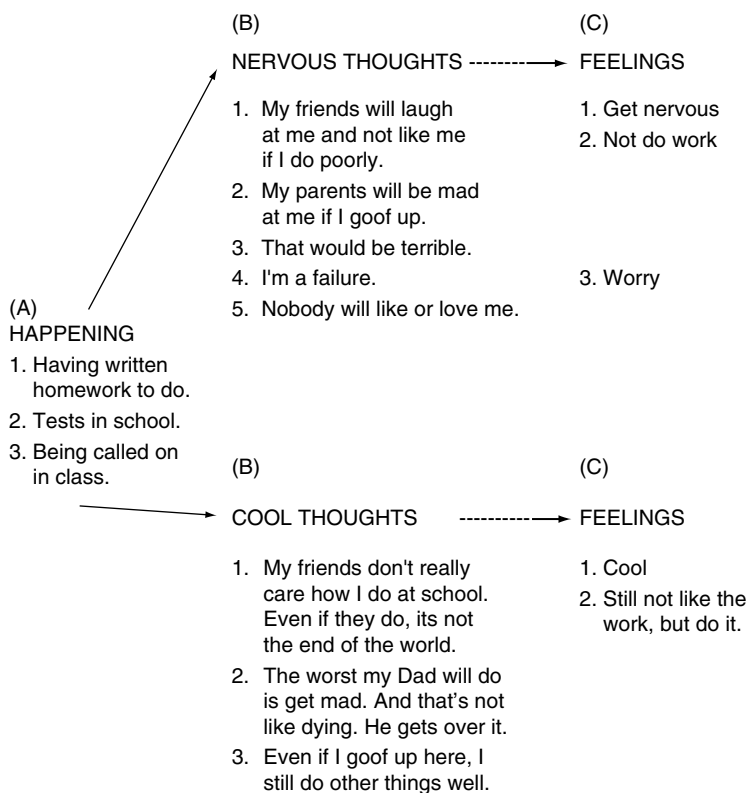 (B)
NERVOUS THOUGHTS
1. My friends will laugh
at me and not like me
if I do poorly.
2. My parents will be mad
at me if I goof up.
3. That would be terrible.
4. I'm a failure.
5. Nobody will like or love me.
(C)
FEELINGS
1. Get nervous
2. Not do work
3. Worry
(A)
HAPPENING
1. Having written
homework to do.
2. Tests in school.
3. Being called on
in class.
(B)
COOL THOUGHTS
1. My friends don't really
care how I do at school.
Even if they do, its not
the end of the world.
2. The worst my Dad will do
is get mad. And that's not
like dying. He gets over it.
3. Even if I goof up here, I
still do other things well.
(C)
FEELINGS
1. Cool
2. Still not like the
work, but do it.